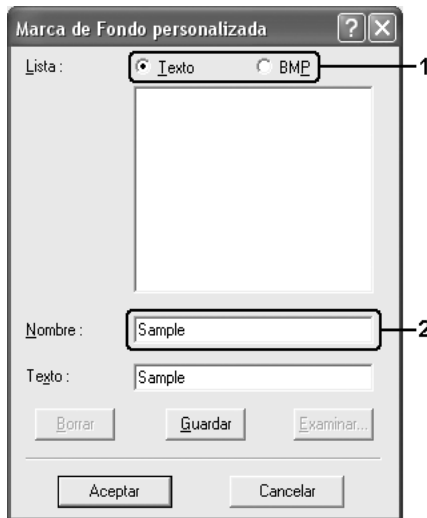 Marca de Fondo personalizada
Lista : Texto BMP 1
Nombre : Sample 2
Texto : Sample
Borrar Guardar Examinar...
Aceptar Cancelar